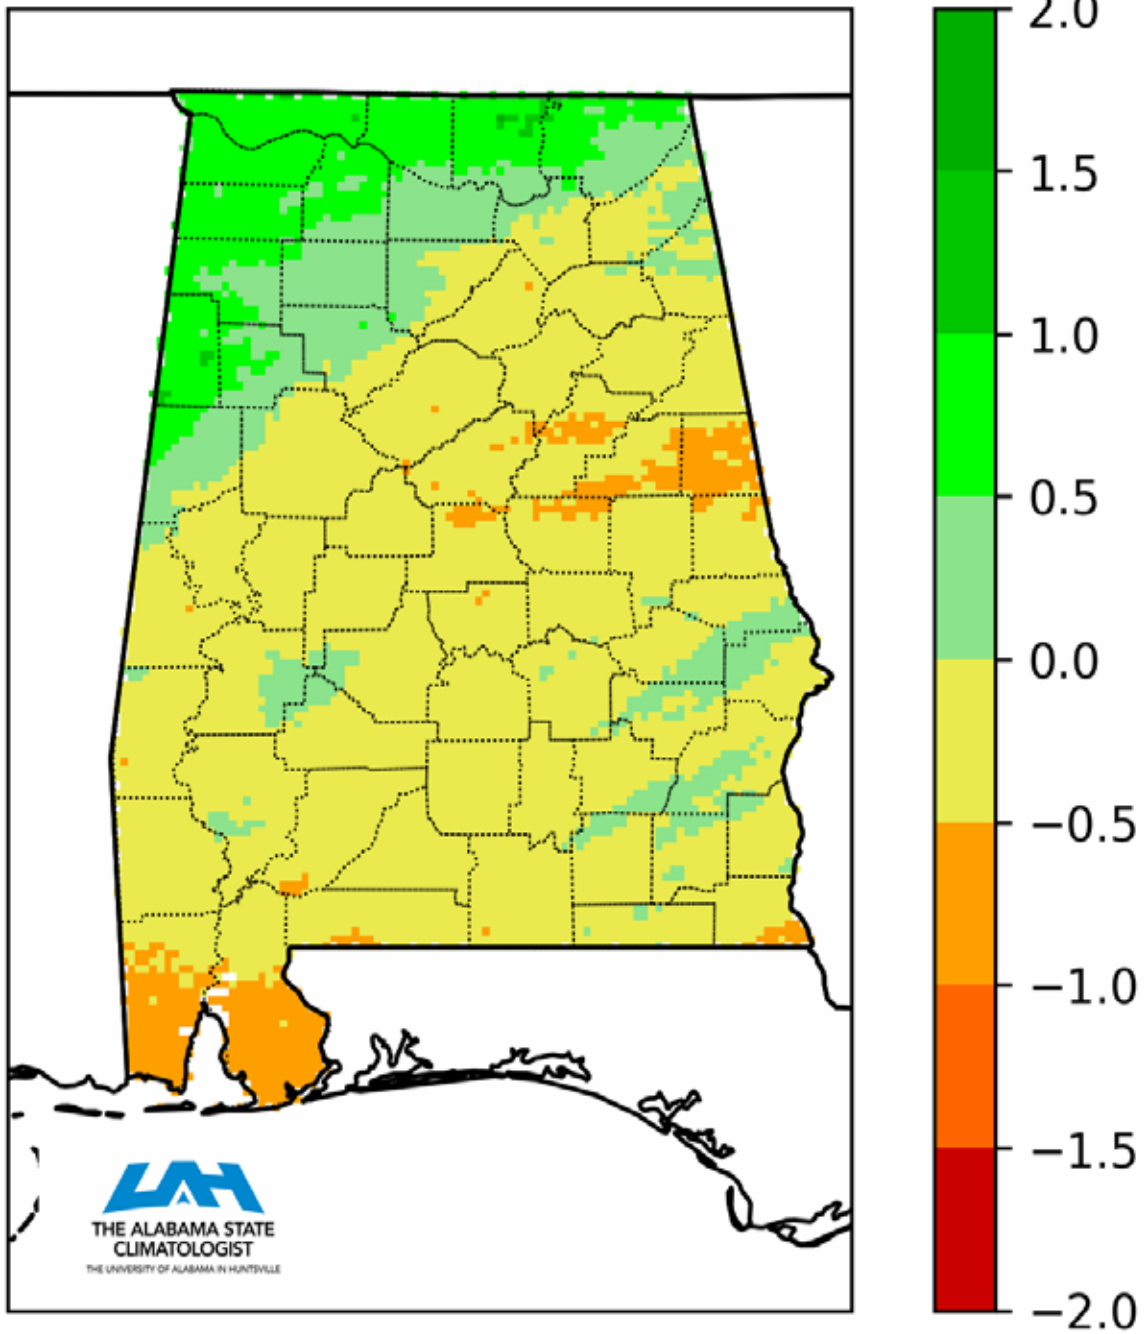 2.0
1.5
1.0
0.5
0.0
−0.5
−1.0
−1.5
−2.0
UAH
THE ALABAMA STATE
CLIMATOLOGIST
THE UNIVERSITY OF ALABAMA IN HUNTSVILLE